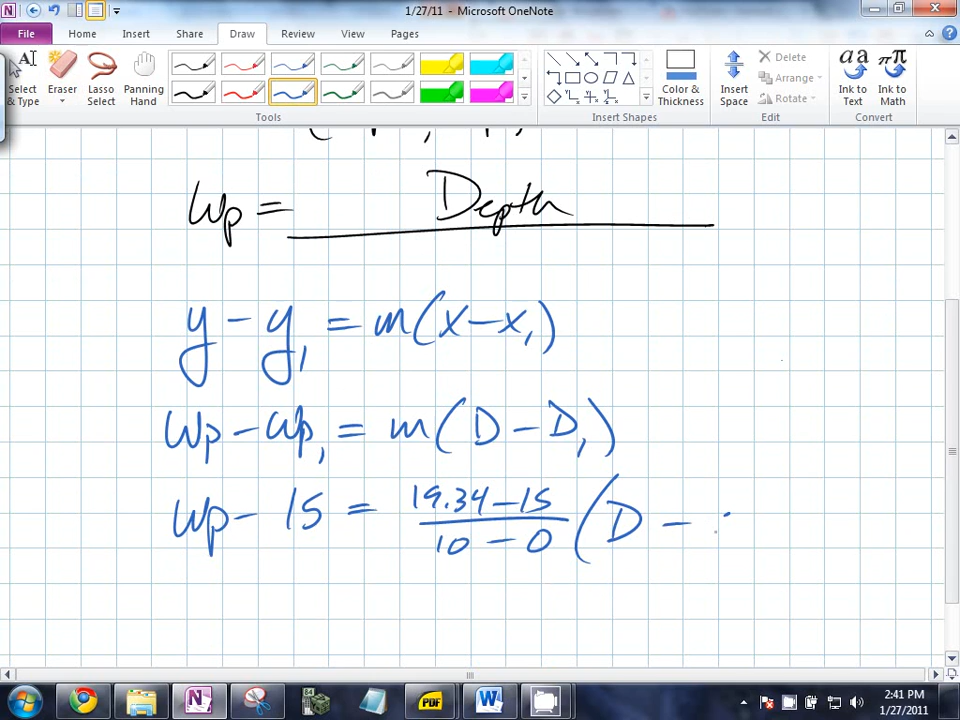 1/27/11 - Microsoft OneNote
File Home Insert Share Draw Review View Pages
Select & Type
Eraser
Lasso Select
Panning Hand
Color & Thickness
Insert Space
Delete
Arrange
Rotate
Ink to Text
Ink to Math
Tools Insert Shapes Edit Convert
Wp = Depth
y - y₁ = m(x - x₁)
Wp - Wp₁ = m(D - D₁)
Wp - 15 = 19.34 - 15 / 10 - 0 (D -
2:41 PM
1/27/2011